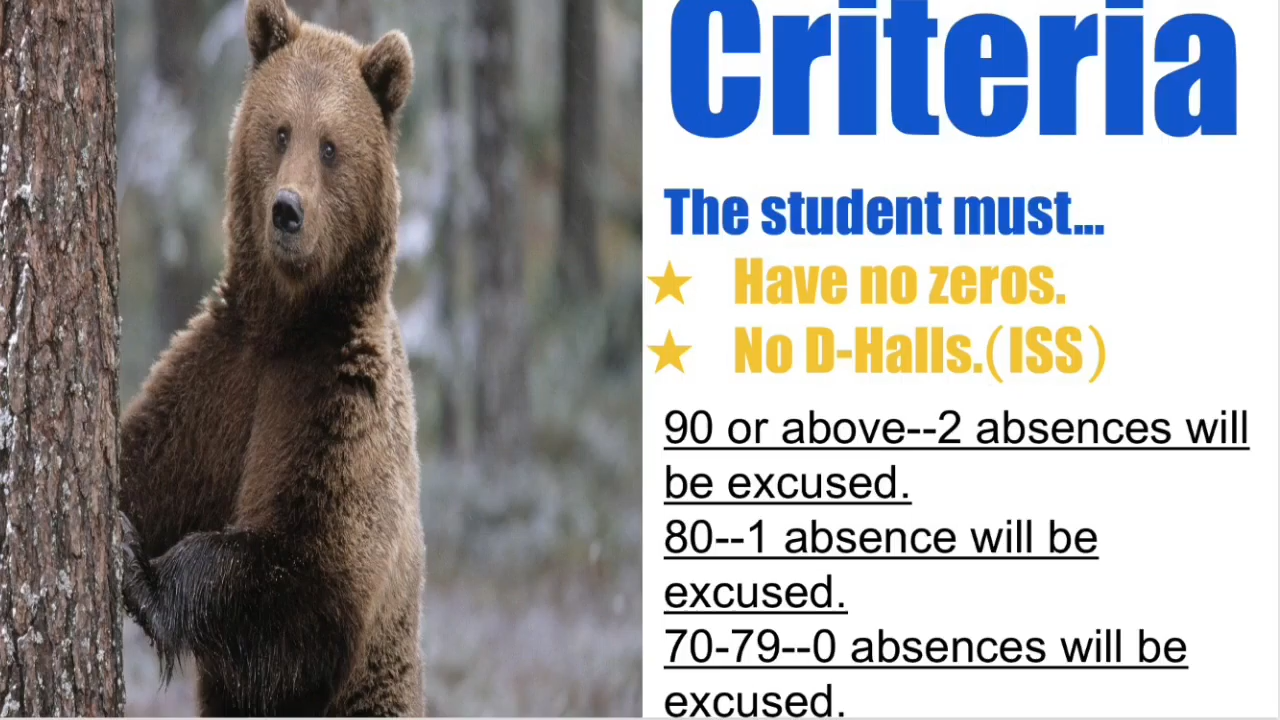 Criteria
The student must...
★ Have no zeros.
★ No D-Halls.(ISS)
90 or above--2 absences will
be excused.
80--1 absence will be
excused.
70-79--0 absences will be
excused.